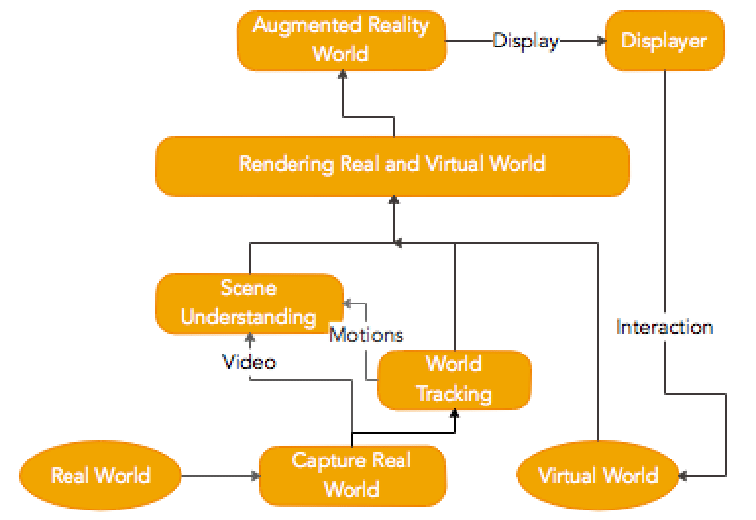 Augmented Reality
World
Display
Displayer
Rendering Real and Virtual World
Scene
Understanding
Motions
Interaction
Video
World
Tracking
Real World
Capture Real
World
Virtual World